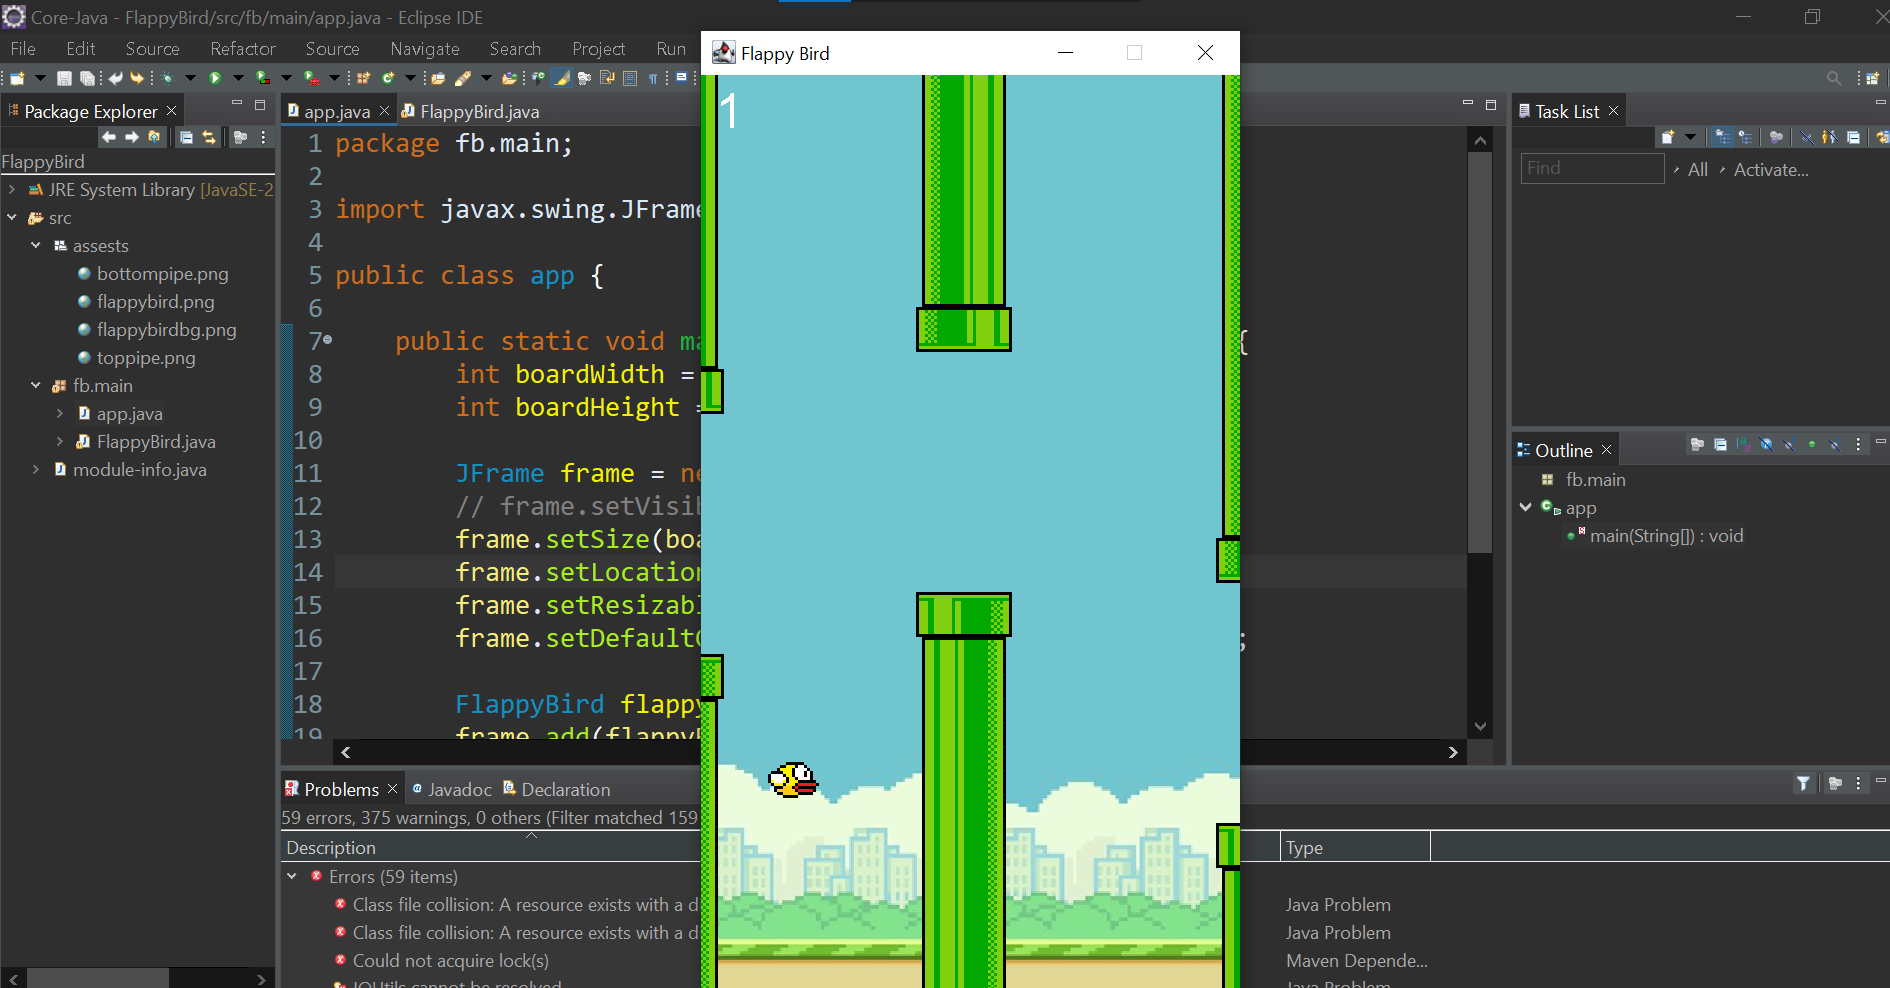 Core-Java - FlappyBird/src/fb/main/app.java - Eclipse IDE
File Edit Source Refactor Source Navigate Search Project Run
Package Explorer
FlappyBird
JRE System Library [JavaSE-2
src
assests
bottompipe.png
flappybird.png
flappybirdbg.png
toppipe.png
fb.main
app.java
FlappyBird.java
module-info.java
app.java FlappyBird.java
1 package fb.main;
2
3 import javax.swing.JFrame
4
5 public class app {
6
7 public static void ma {
8 int boardWidth =
9 int boardHeight =
10
11 JFrame frame = ne
12 // frame.setVisib
13 frame.setSize(boa
14 frame.setLocation
15 frame.setResizabl
16 frame.setDefaultC ;
17
18 FlappyBird flappy
19 frame.add(flappyB
Flappy Bird
1
Problems Javadoc Declaration
59 errors, 375 warnings, 0 others (Filter matched 159
Description Type
Errors (59 items)
Class file collision: A resource exists with a d Java Problem
Class file collision: A resource exists with a d Java Problem
Could not acquire lock(s) Maven Depende...
IOUtils cannot be resolved Java Problem
Task List
Find All Activate...
Outline
fb.main
app
main(String[]) : void